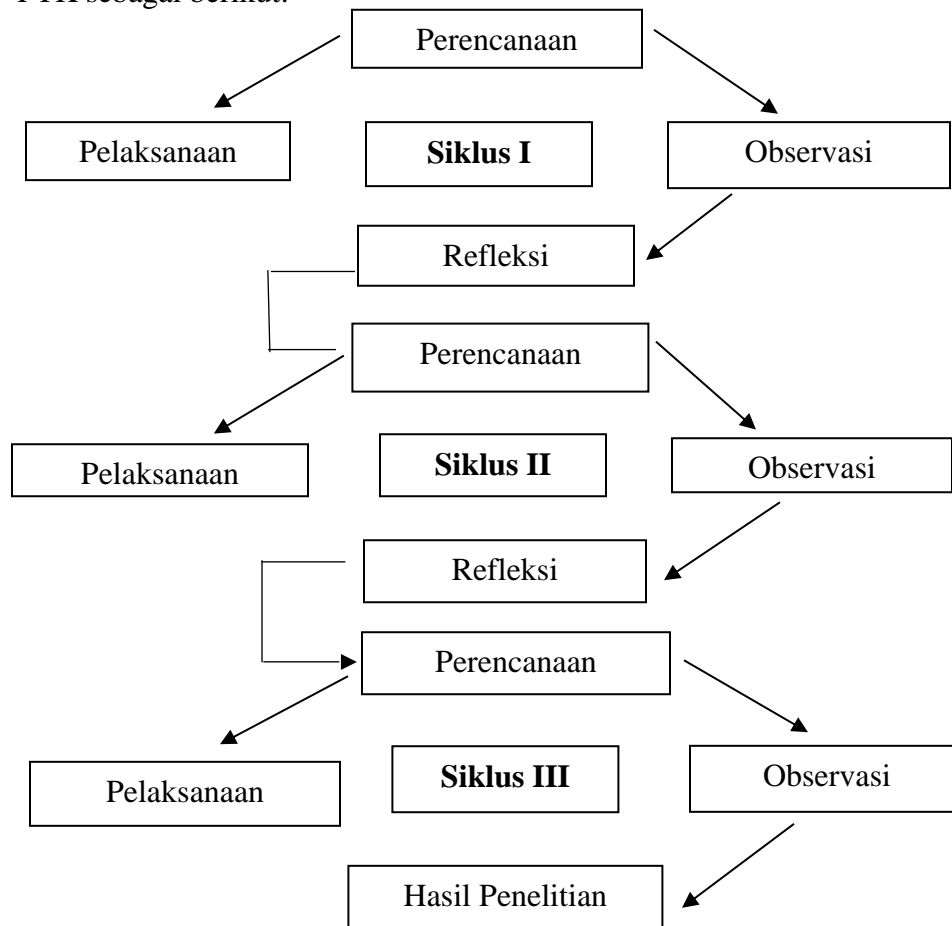 sebagai berikut:
Perencanaan
Pelaksanaan
Siklus I
Observasi
Refleksi
Perencanaan
Pelaksanaan
Siklus II
Observasi
Refleksi
Perencanaan
Pelaksanaan
Siklus III
Observasi
Hasil Penelitian